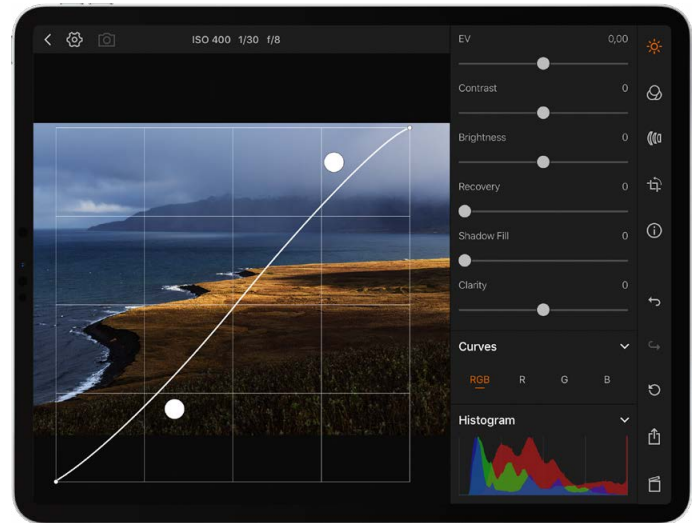 ISO 400 1/30 f/8
EV 0,00
Contrast 0
Brightness 0
Recovery 0
Shadow Fill 0
Clarity 0
Curves
RGB R G B
Histogram